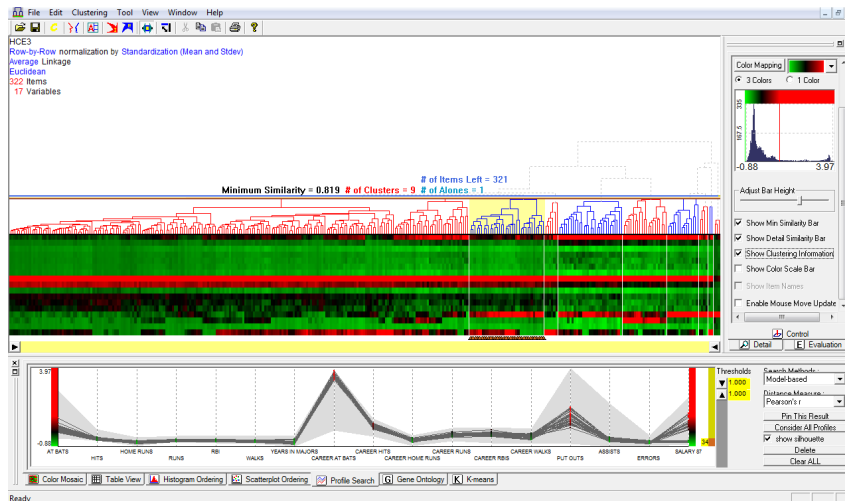 File Edit Clustering Tool View Window Help
HCE3
Row-by-Row normalization by Standardization (Mean and Stdev)
Average Linkage
Euclidean
322 Items
17 Variables
# of Items Left = 321
Minimum Similarity = 0.819 # of Clusters = 9 # of Alones = 1
Color Mapping
3 Colors 1 Color
335
167.5
-0.88 3.97
Adjust Bar Height
Show Min Similarity Bar
Show Detail Similarity Bar
Show Clustering Information
Show Color Scale Bar
Show Item Names
Enable Mouse Move Update
Control
Detail E Evaluation
3.97
-0.88
AT BATS HOME RUNS RBI YEARS IN MAJORS CAREER HITS CAREER RUNS CAREER WALKS ASSISTS SALARY 87
HITS RUNS WALKS CAREER AT BATS CAREER HOME RUNS CAREER RBIS PUT OUTS ERRORS
Thresholds
1.000
1.000
34
Search Methods :
Model-based
Distance Measure :
Pearson's r
Pin This Result
Consider All Profiles
show silhouette
Delete
Clear ALL
Color Mosaic Table View Histogram Ordering Scatterplot Ordering Profile Search G Gene Ontology K K-means
Ready